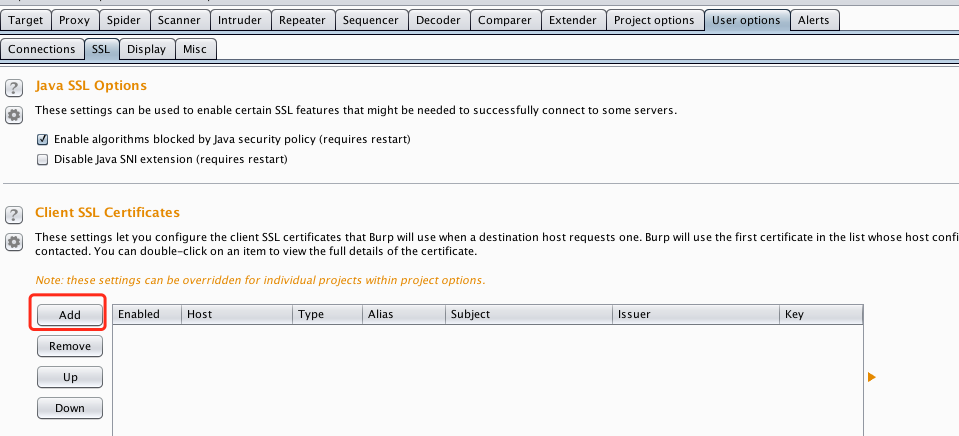 Target Proxy Spider Scanner Intruder Repeater Sequencer Decoder Comparer Extender Project options User options Alerts
Connections SSL Display Misc
? Java SSL Options
These settings can be used to enable certain SSL features that might be needed to successfully connect to some servers.
Enable algorithms blocked by Java security policy (requires restart)
Disable Java SNI extension (requires restart)
? Client SSL Certificates
These settings let you configure the client SSL certificates that Burp will use when a destination host requests one. Burp will use the first certificate in the list whose host confi
contacted. You can double-click on an item to view the full details of the certificate.
Note: these settings can be overridden for individual projects within project options.
Add Enabled Host Type Alias Subject Issuer Key
Remove
Up
Down